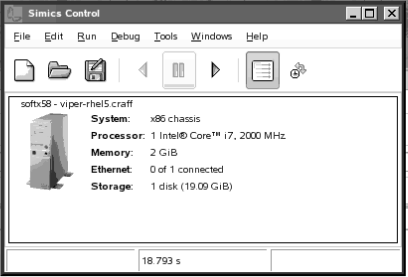 Simics Control
File Edit Run Debug Tools Windows Help
softx58 - viper-rhel5.craff
System: x86 chassis
Processor: 1 Intel® Core™ i7, 2000 MHz
Memory: 2 GiB
Ethernet: 0 of 1 connected
Storage: 1 disk (19.09 GiB)
18.793 s